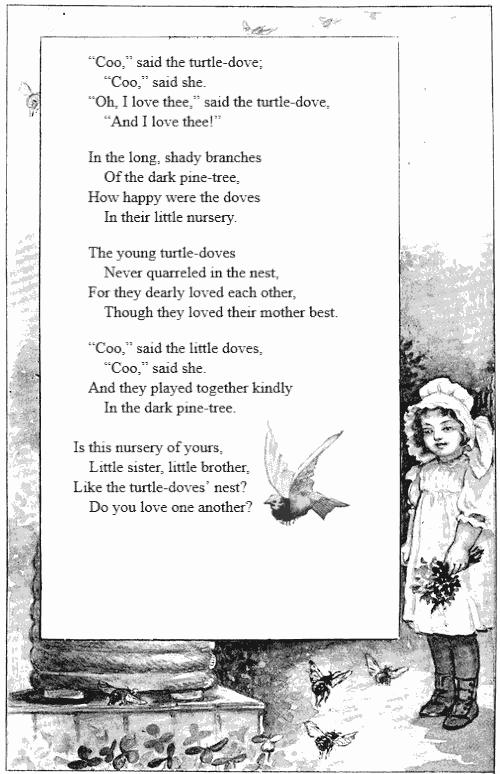 “Coo,” said the turtle-dove;
“Coo,” said she.
“Oh, I love thee,” said the turtle-dove,
“And I love thee!”
In the long, shady branches
Of the dark pine-tree,
How happy were the doves
In their little nursery.
The young turtle-doves
Never quarreled in the nest,
For they dearly loved each other,
Though they loved their mother best.
“Coo,” said the little doves,
“Coo,” said she.
And they played together kindly
In the dark pine-tree.
Is this nursery of yours,
Little sister, little brother,
Like the turtle-doves’ nest?
Do you love one another?